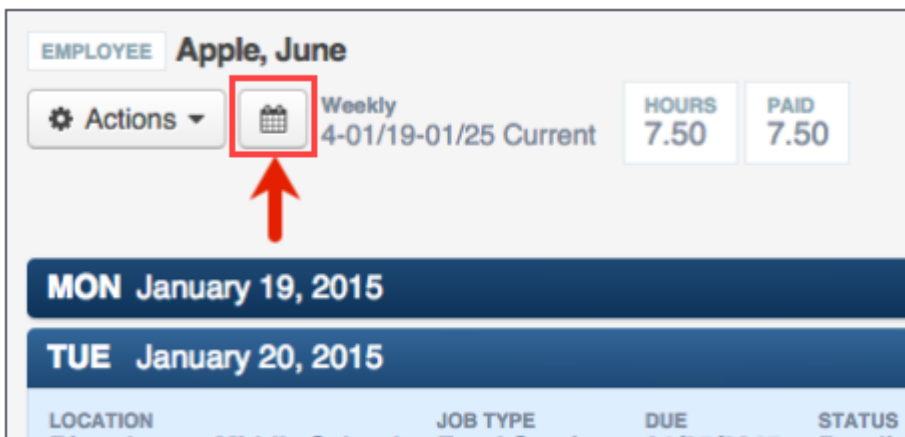 EMPLOYEE Apple, June
Actions
Weekly
4-01/19-01/25 Current
HOURS
7.50
PAID
7.50
MON January 19, 2015
TUE January 20, 2015
LOCATION JOB TYPE DUE STATUS